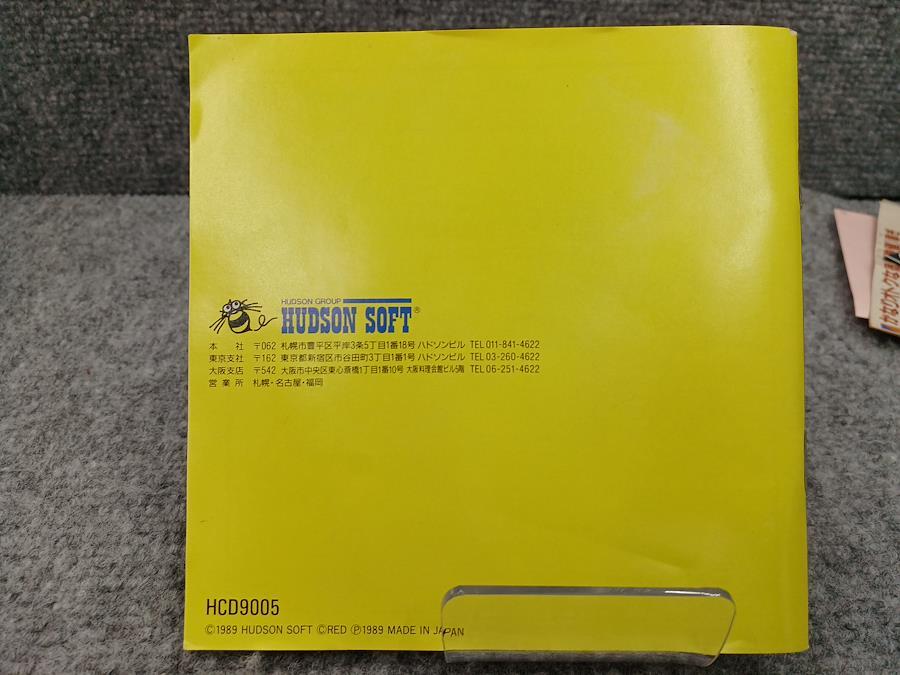 HUDSON GROUP
HUDSON SOFT®
本社 〒062 札幌市豊平区平岸3条5丁目1番18号 ハドソンビル TEL 011-841-4622
東京支社 〒162 東京都新宿区市谷田町3丁目1番1号 ハドソンビル TEL 03-260-4622
大阪支店 〒542 大阪市中央区東心斎橋1丁目1番10号 大阪料理会館ビル5階 TEL 06-251-4622
営業所 札幌・名古屋・福岡
HCD9005
©1989 HUDSON SOFT ©RED ℗1989 MADE IN JAPAN